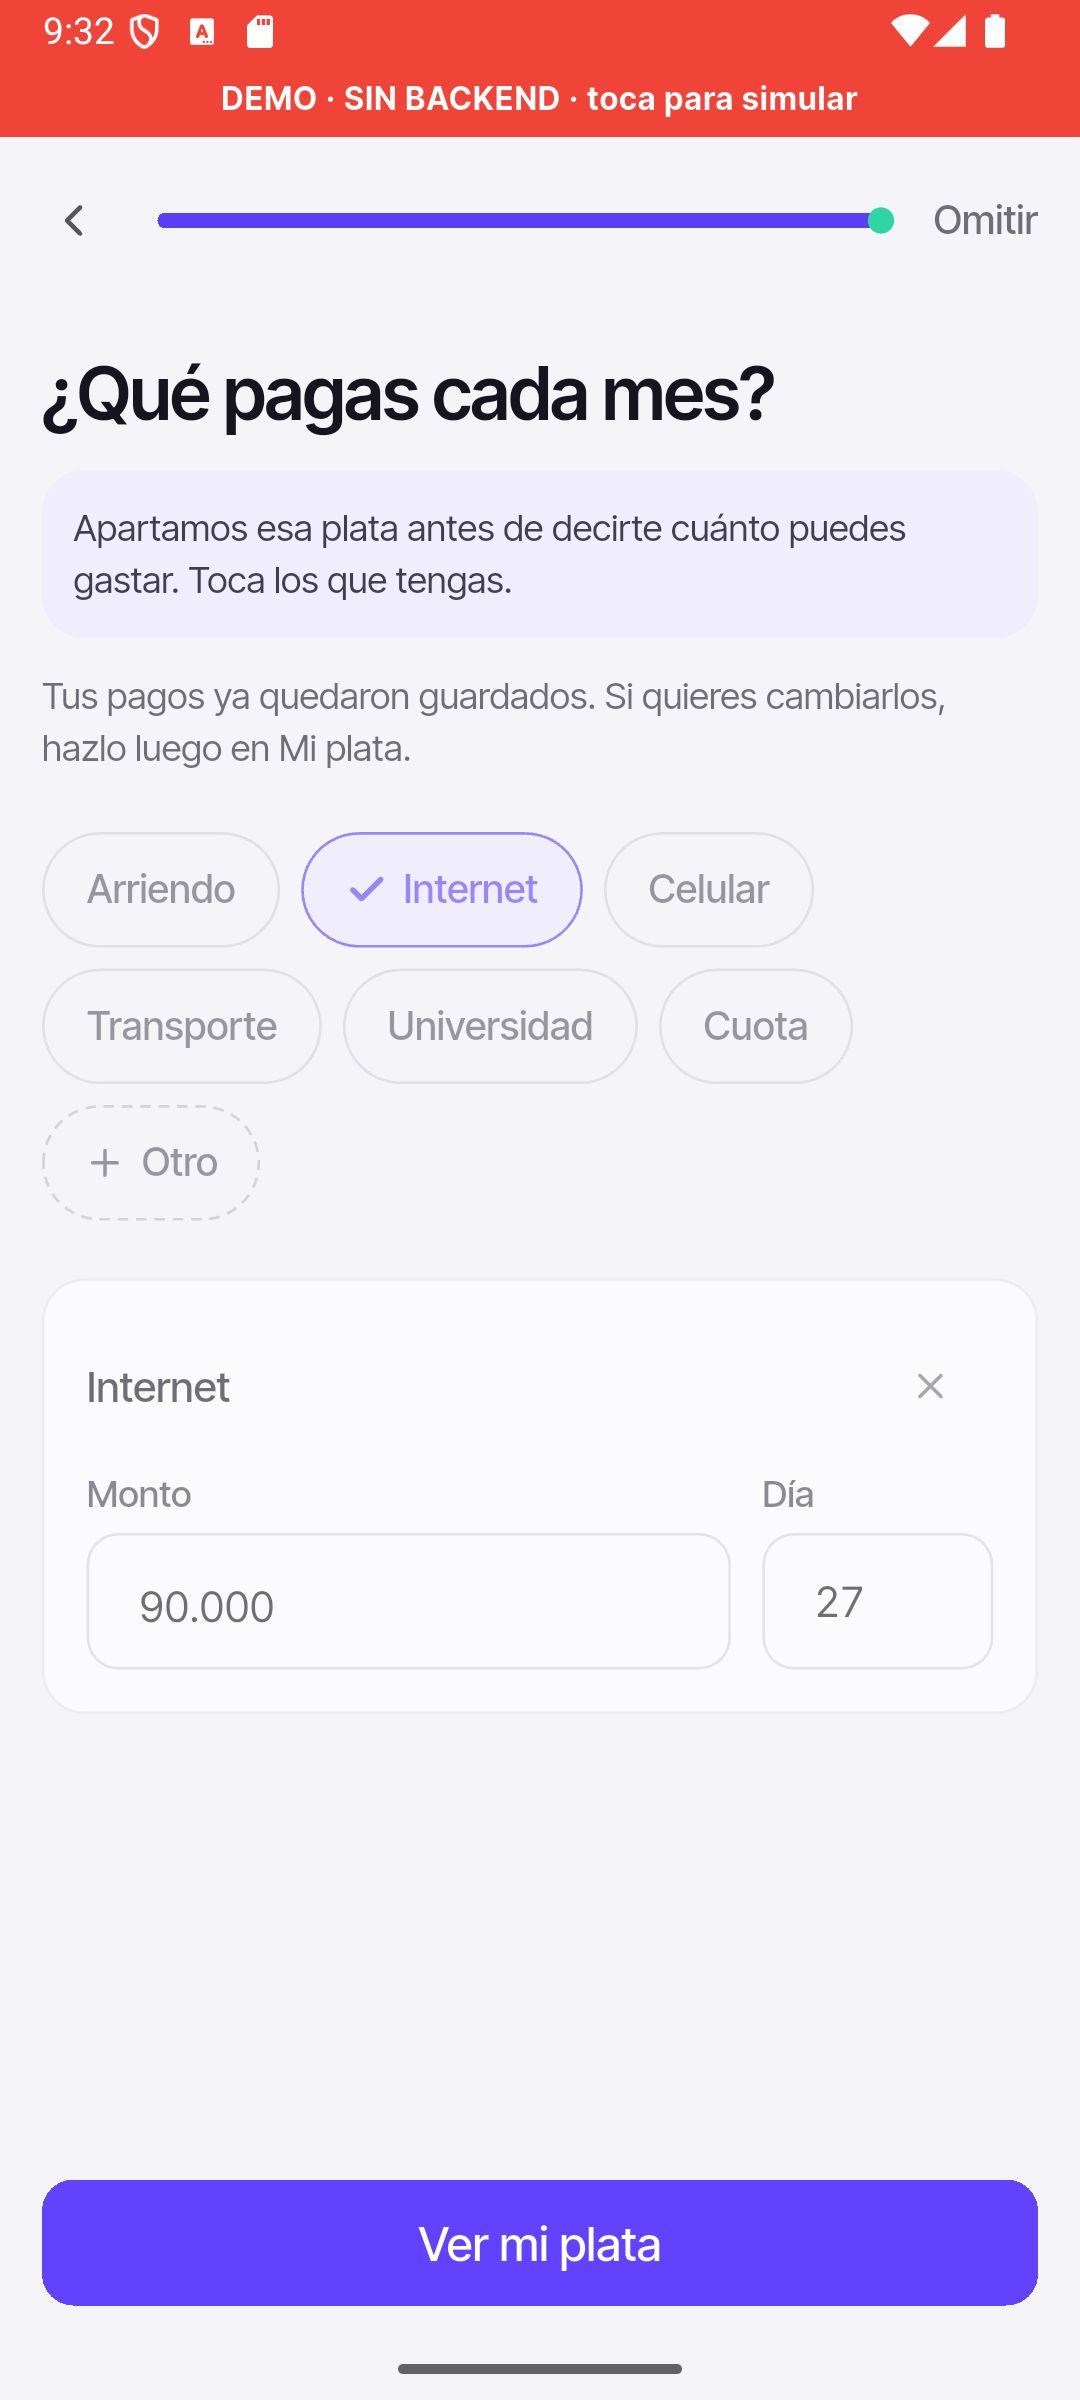 9:32
DEMO · SIN BACKEND · toca para simular
Omitir
¿Qué pagas cada mes?
Apartamos esa plata antes de decirte cuánto puedes
gastar. Toca los que tengas.
Tus pagos ya quedaron guardados. Si quieres cambiarlos,
hazlo luego en Mi plata.
Arriendo
Internet
Celular
Transporte
Universidad
Cuota
+ Otro
Internet
Monto
Día
90.000
27
Ver mi plata